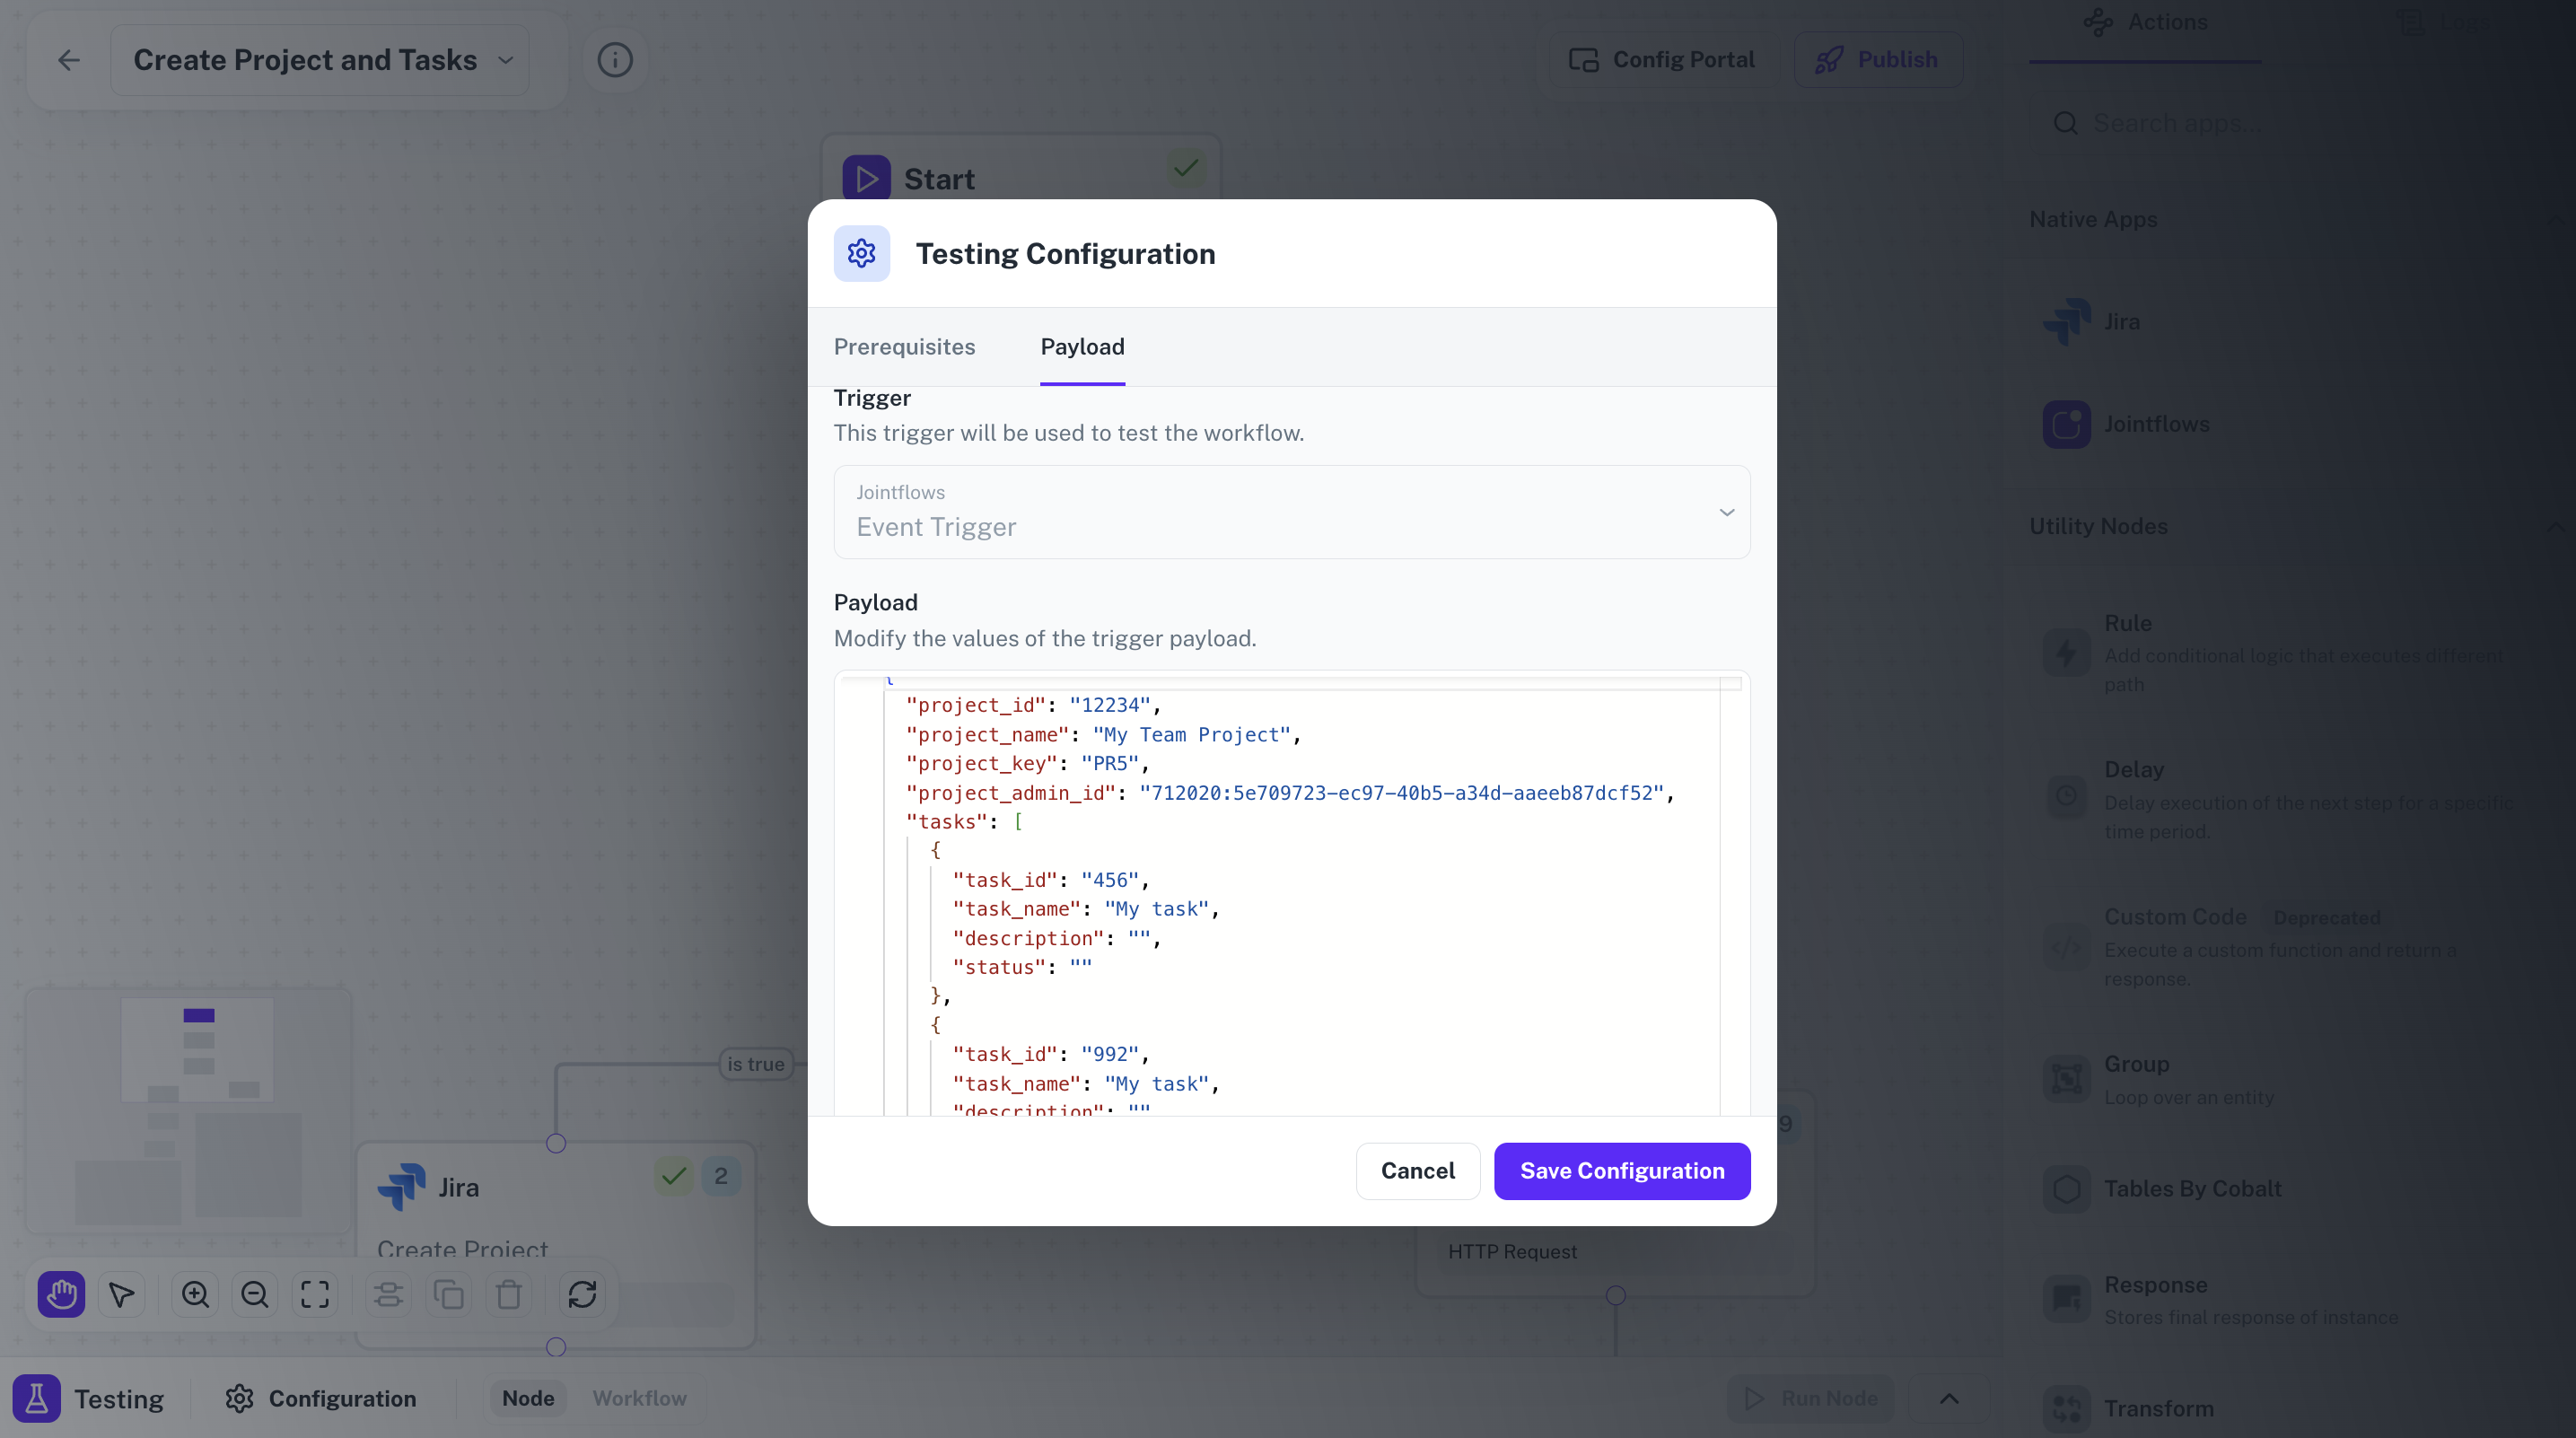 Create Project and Tasks
Config Portal
Publish
Actions
Logs
Search apps...
Start
Native Apps
Jira
Jointflows
Utility Nodes
Rule
Add conditional logic that executes different
path
Delay
Delay execution of the next step for a specific
time period.
Custom Code
Deprecated
Execute a custom function and return a
response.
Group
Loop over an entity
Tables By Cobalt
Response
Stores final response of instance
Transform
Testing Configuration
Prerequisites
Payload
Trigger
This trigger will be used to test the workflow.
Jointflows
Event Trigger
Payload
Modify the values of the trigger payload.
{
"project_id": "12234",
"project_name": "My Team Project",
"project_key": "PR5",
"project_admin_id": "712020:5e709723-ec97-40b5-a34d-aaeeb87dcf52",
"tasks": [
{
"task_id": "456",
"task_name": "My task",
"description": "",
"status": ""
},
{
"task_id": "992",
"task_name": "My task",
"description": ""
Cancel
Save Configuration
is true
Jira
2
Create Project
9
HTTP Request
Testing
Configuration
Node
Workflow
Run Node